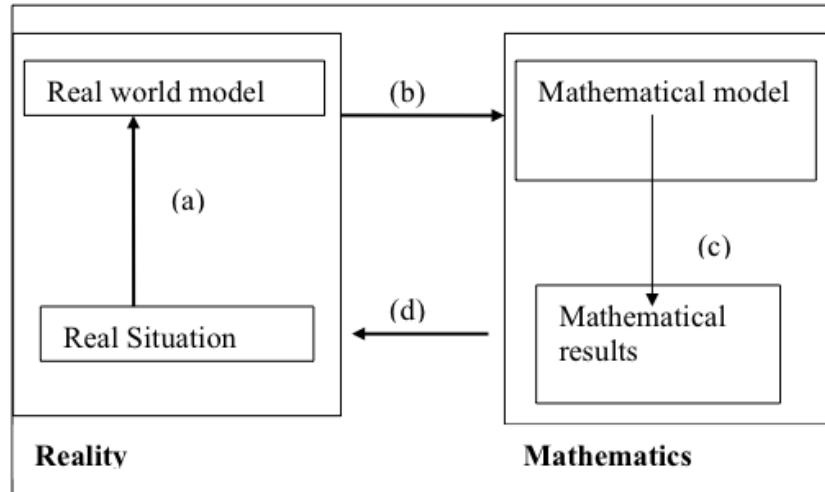 Real world model
(b)
Mathematical model
(a)
(c)
Real Situation
(d)
Mathematical
results
Reality
Mathematics